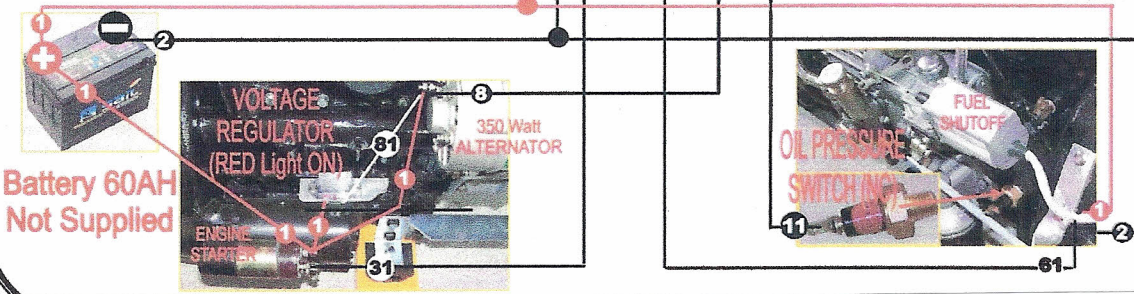 1
2
+
1
Battery 60AH
Not Supplied
VOLTAGE
REGULATOR
(RED Light ON)
81
8
350 Watt
ALTERNATOR
1
ENGINE
STARTER
1
1
31
FUEL
SHUTOFF
OIL PRESSURE
SWITCH (NC)
11
1
2
61